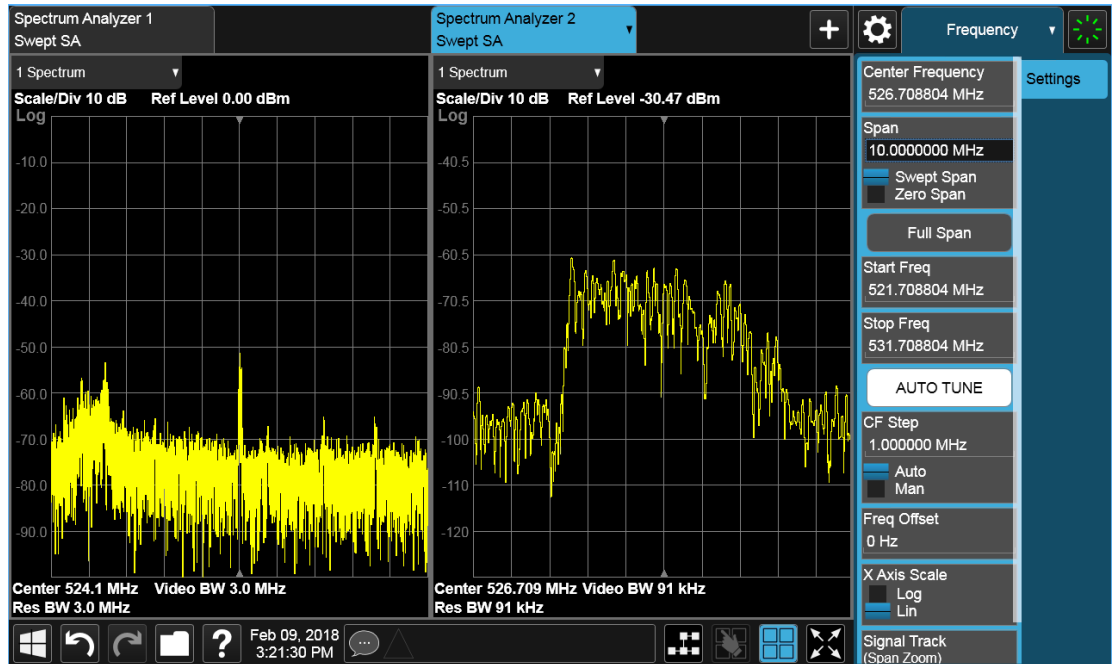 Spectrum Analyzer 1
Swept SA
Spectrum Analyzer 2
Swept SA
+
Frequency
1 Spectrum
Scale/Div 10 dB Ref Level 0.00 dBm
Log
-10.0
-20.0
-30.0
-40.0
-50.0
-60.0
-70.0
-80.0
-90.0
Center 524.1 MHz Video BW 3.0 MHz
Res BW 3.0 MHz
1 Spectrum
Scale/Div 10 dB Ref Level -30.47 dBm
Log
-40.5
-50.5
-60.5
-70.5
-80.5
-90.5
-100
-110
-120
Center 526.709 MHz Video BW 91 kHz
Res BW 91 kHz
Settings
Center Frequency
526.708804 MHz
Span
10.0000000 MHz
Swept Span
Zero Span
Full Span
Start Freq
521.708804 MHz
Stop Freq
531.708804 MHz
AUTO TUNE
CF Step
1.000000 MHz
Auto
Man
Freq Offset
0 Hz
X Axis Scale
Log
Lin
Signal Track
(Span Zoom)
?
Feb 09, 2018
3:21:30 PM